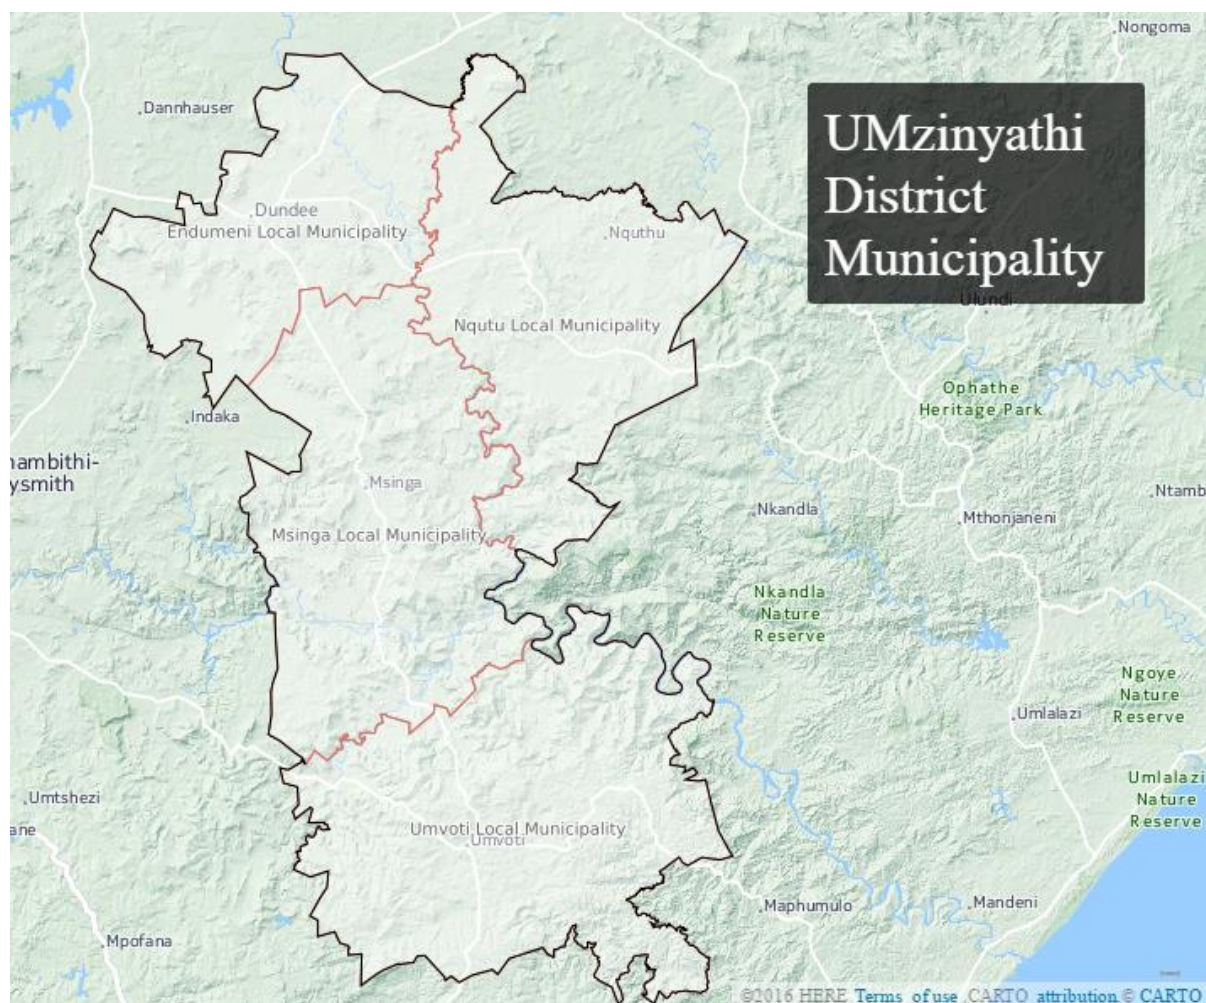 Nongoma
Dannhauser
UMzinyathi
District
Municipality
Dundee
Endumeni Local Municipality
Nquthu
Ulundi
Nqutu Local Municipality
Ophathe
Heritage Park
Indaka
nambithi-
ysmith
Msinga
Ntamb
Nkandla
Mthonjaneni
Msinga Local Municipality
Nkandla
Nature
Reserve
Ngoye
Nature
Reserve
Umlalazi
Umlalazi
Nature
Reserve
Umtshezi
ane
Umvoti Local Municipality
Umvoti
Maphumulo
Mandeni
Mpofana
©2016 HERE Terms of use CARTO attribution © CARTO